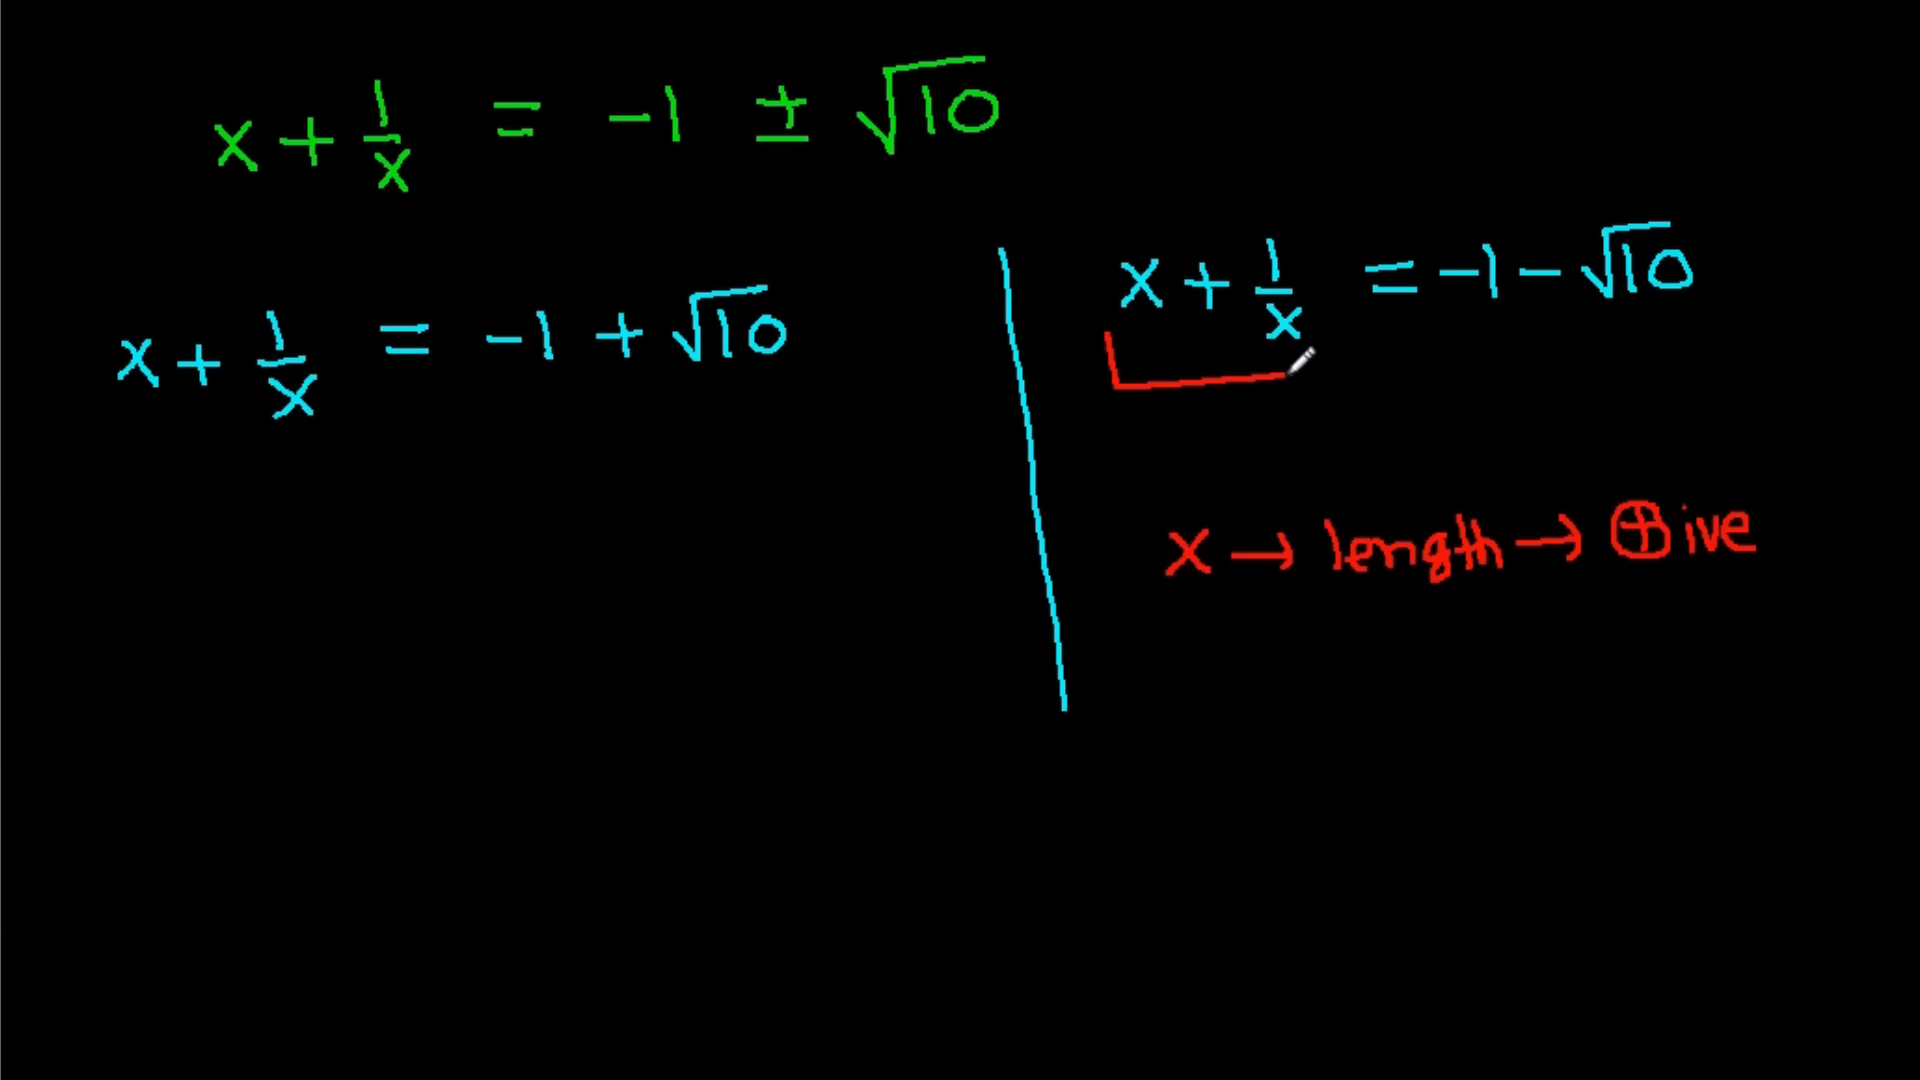 x + 1/x = -1 ± √10
x + 1/x = -1 + √10
x + 1/x = -1 - √10
x → length → ⊕ive